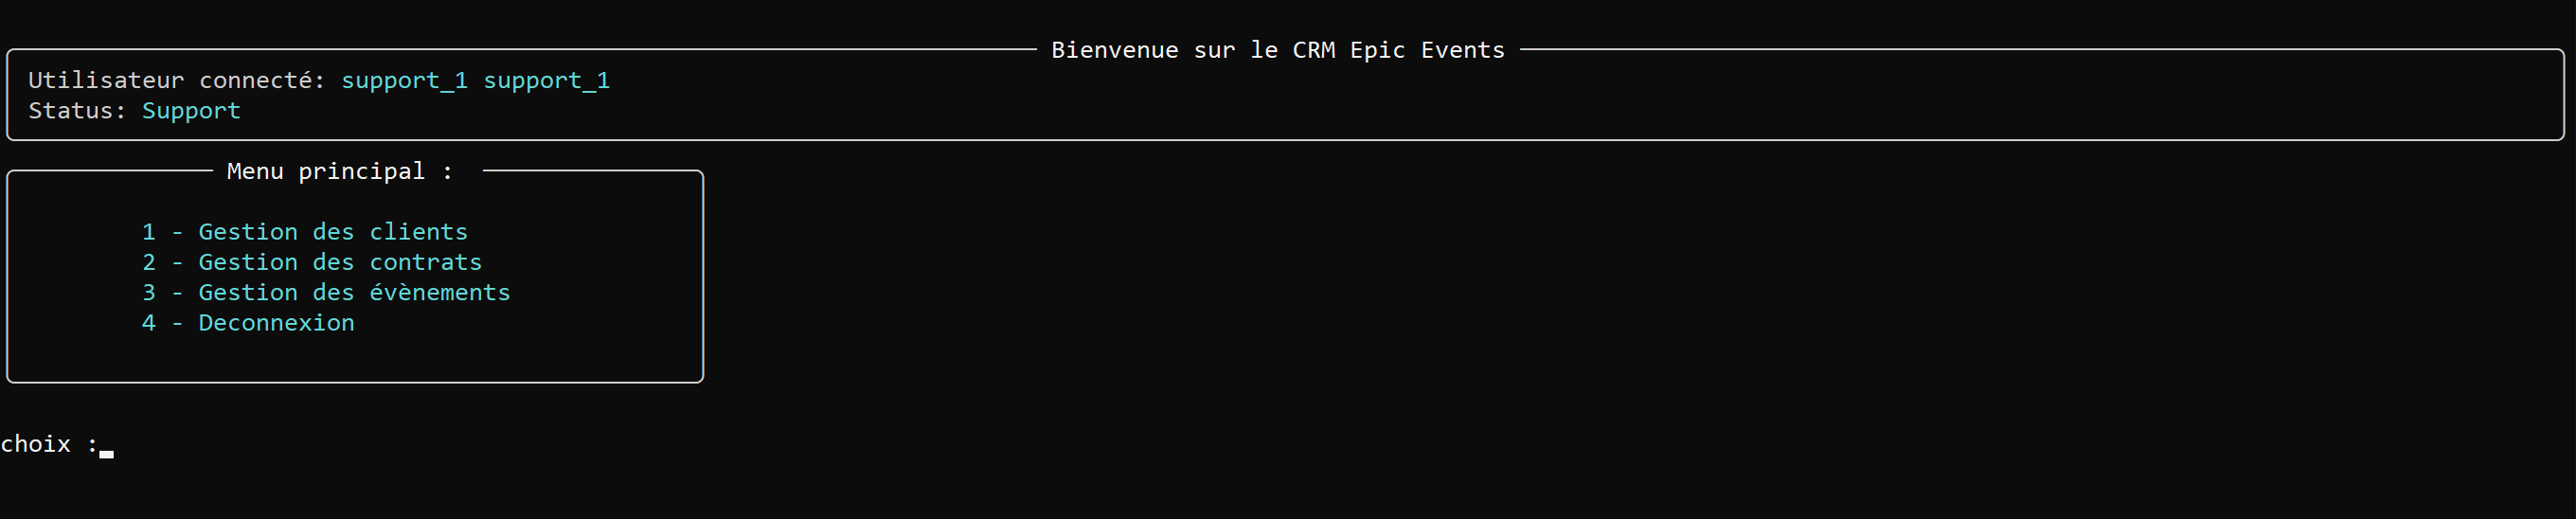 Bienvenue sur le CRM Epic Events
Utilisateur connecté: support_1 support_1
Status: Support
Menu principal :
1 - Gestion des clients
2 - Gestion des contrats
3 - Gestion des évènements
4 - Deconnexion
choix :